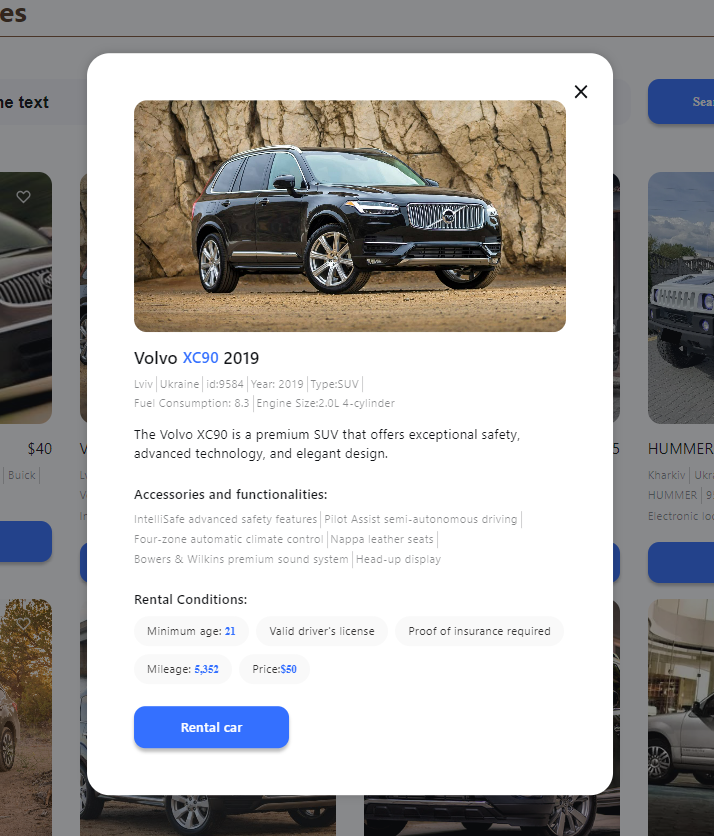 es
ne text
Sea
Volvo XC90 2019
Lviv Ukraine id:9584 Year: 2019 Type:SUV
Fuel Consumption: 8.3 Engine Size:2.0L 4-cylinder
The Volvo XC90 is a premium SUV that offers exceptional safety,
advanced technology, and elegant design.
Accessories and functionalities:
IntelliSafe advanced safety features Pilot Assist semi-autonomous driving
Four-zone automatic climate control Nappa leather seats
Bowers & Wilkins premium sound system Head-up display
Rental Conditions:
Minimum age: 21 Valid driver's license Proof of insurance required
Mileage: 5,352 Price:$50
Rental car
$40
Buick
HUMMER
Kharkiv Ukra
HUMMER 9
Electronic loc